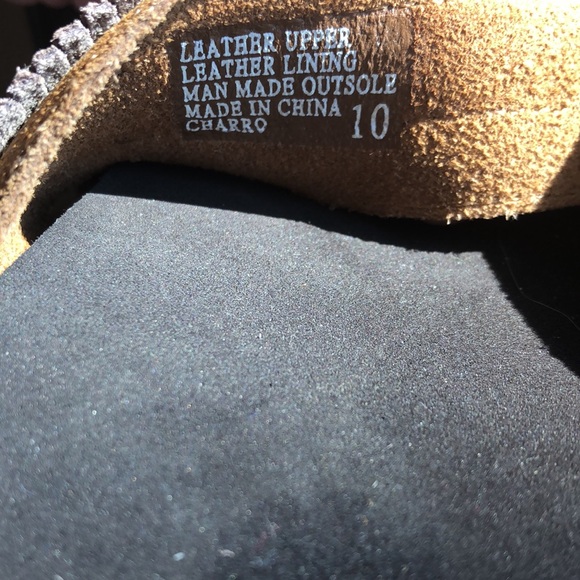 LEATHER UPPER
LEATHER LINING
MAN MADE OUTSOLE
MADE IN CHINA
CHARRO 10